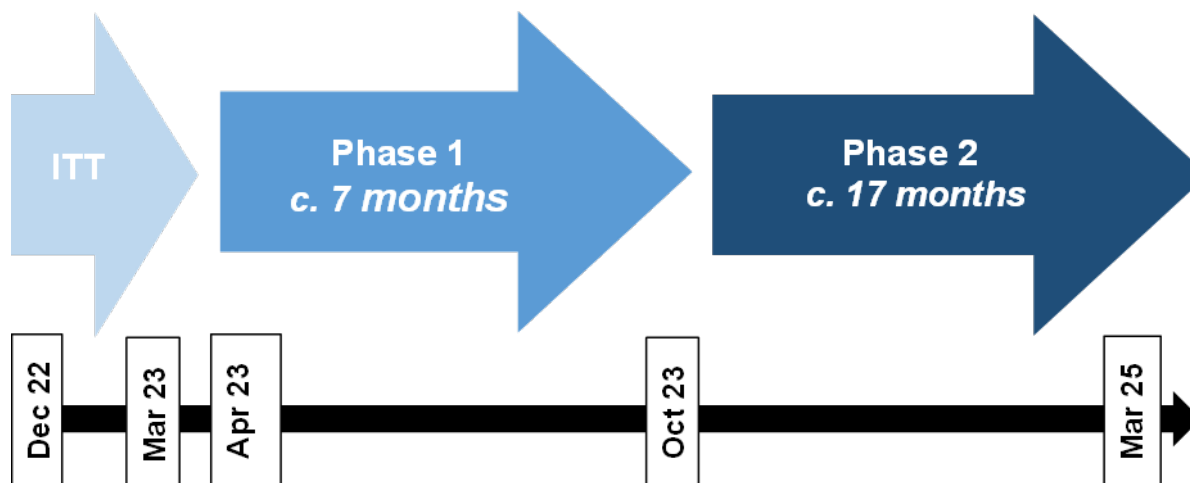 ITT
Phase 1
c. 7 months
Phase 2
c. 17 months
Dec 22
Mar 23
Apr 23
Oct 23
Mar 25